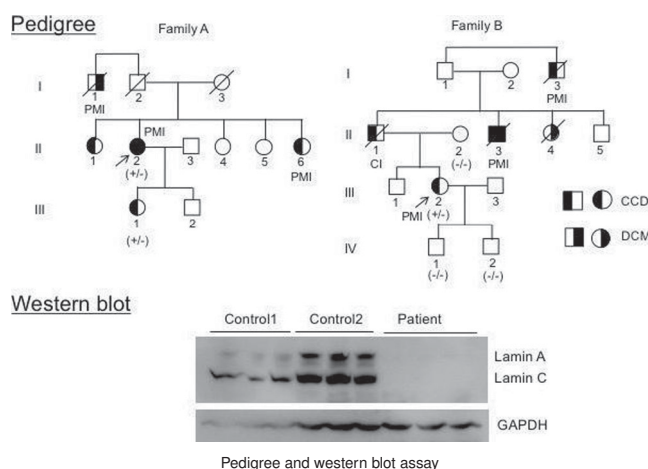 Pedigree
Family A
Family B
I
1
2
3
PMI
II
PMI
1
2
3
4
5
6
(+/-)
PMI
III
1
2
(+/-)
I
1
2
3
PMI
II
1
2
3
4
5
CI
(-/-)
PMI
III
1
2
3
PMI
(+/-)
IV
1
2
(-/-)
(-/-)
CCD
DCM
Western blot
Control1
Control2
Patient
Lamin A
Lamin C
GAPDH
Pedigree and western blot assay